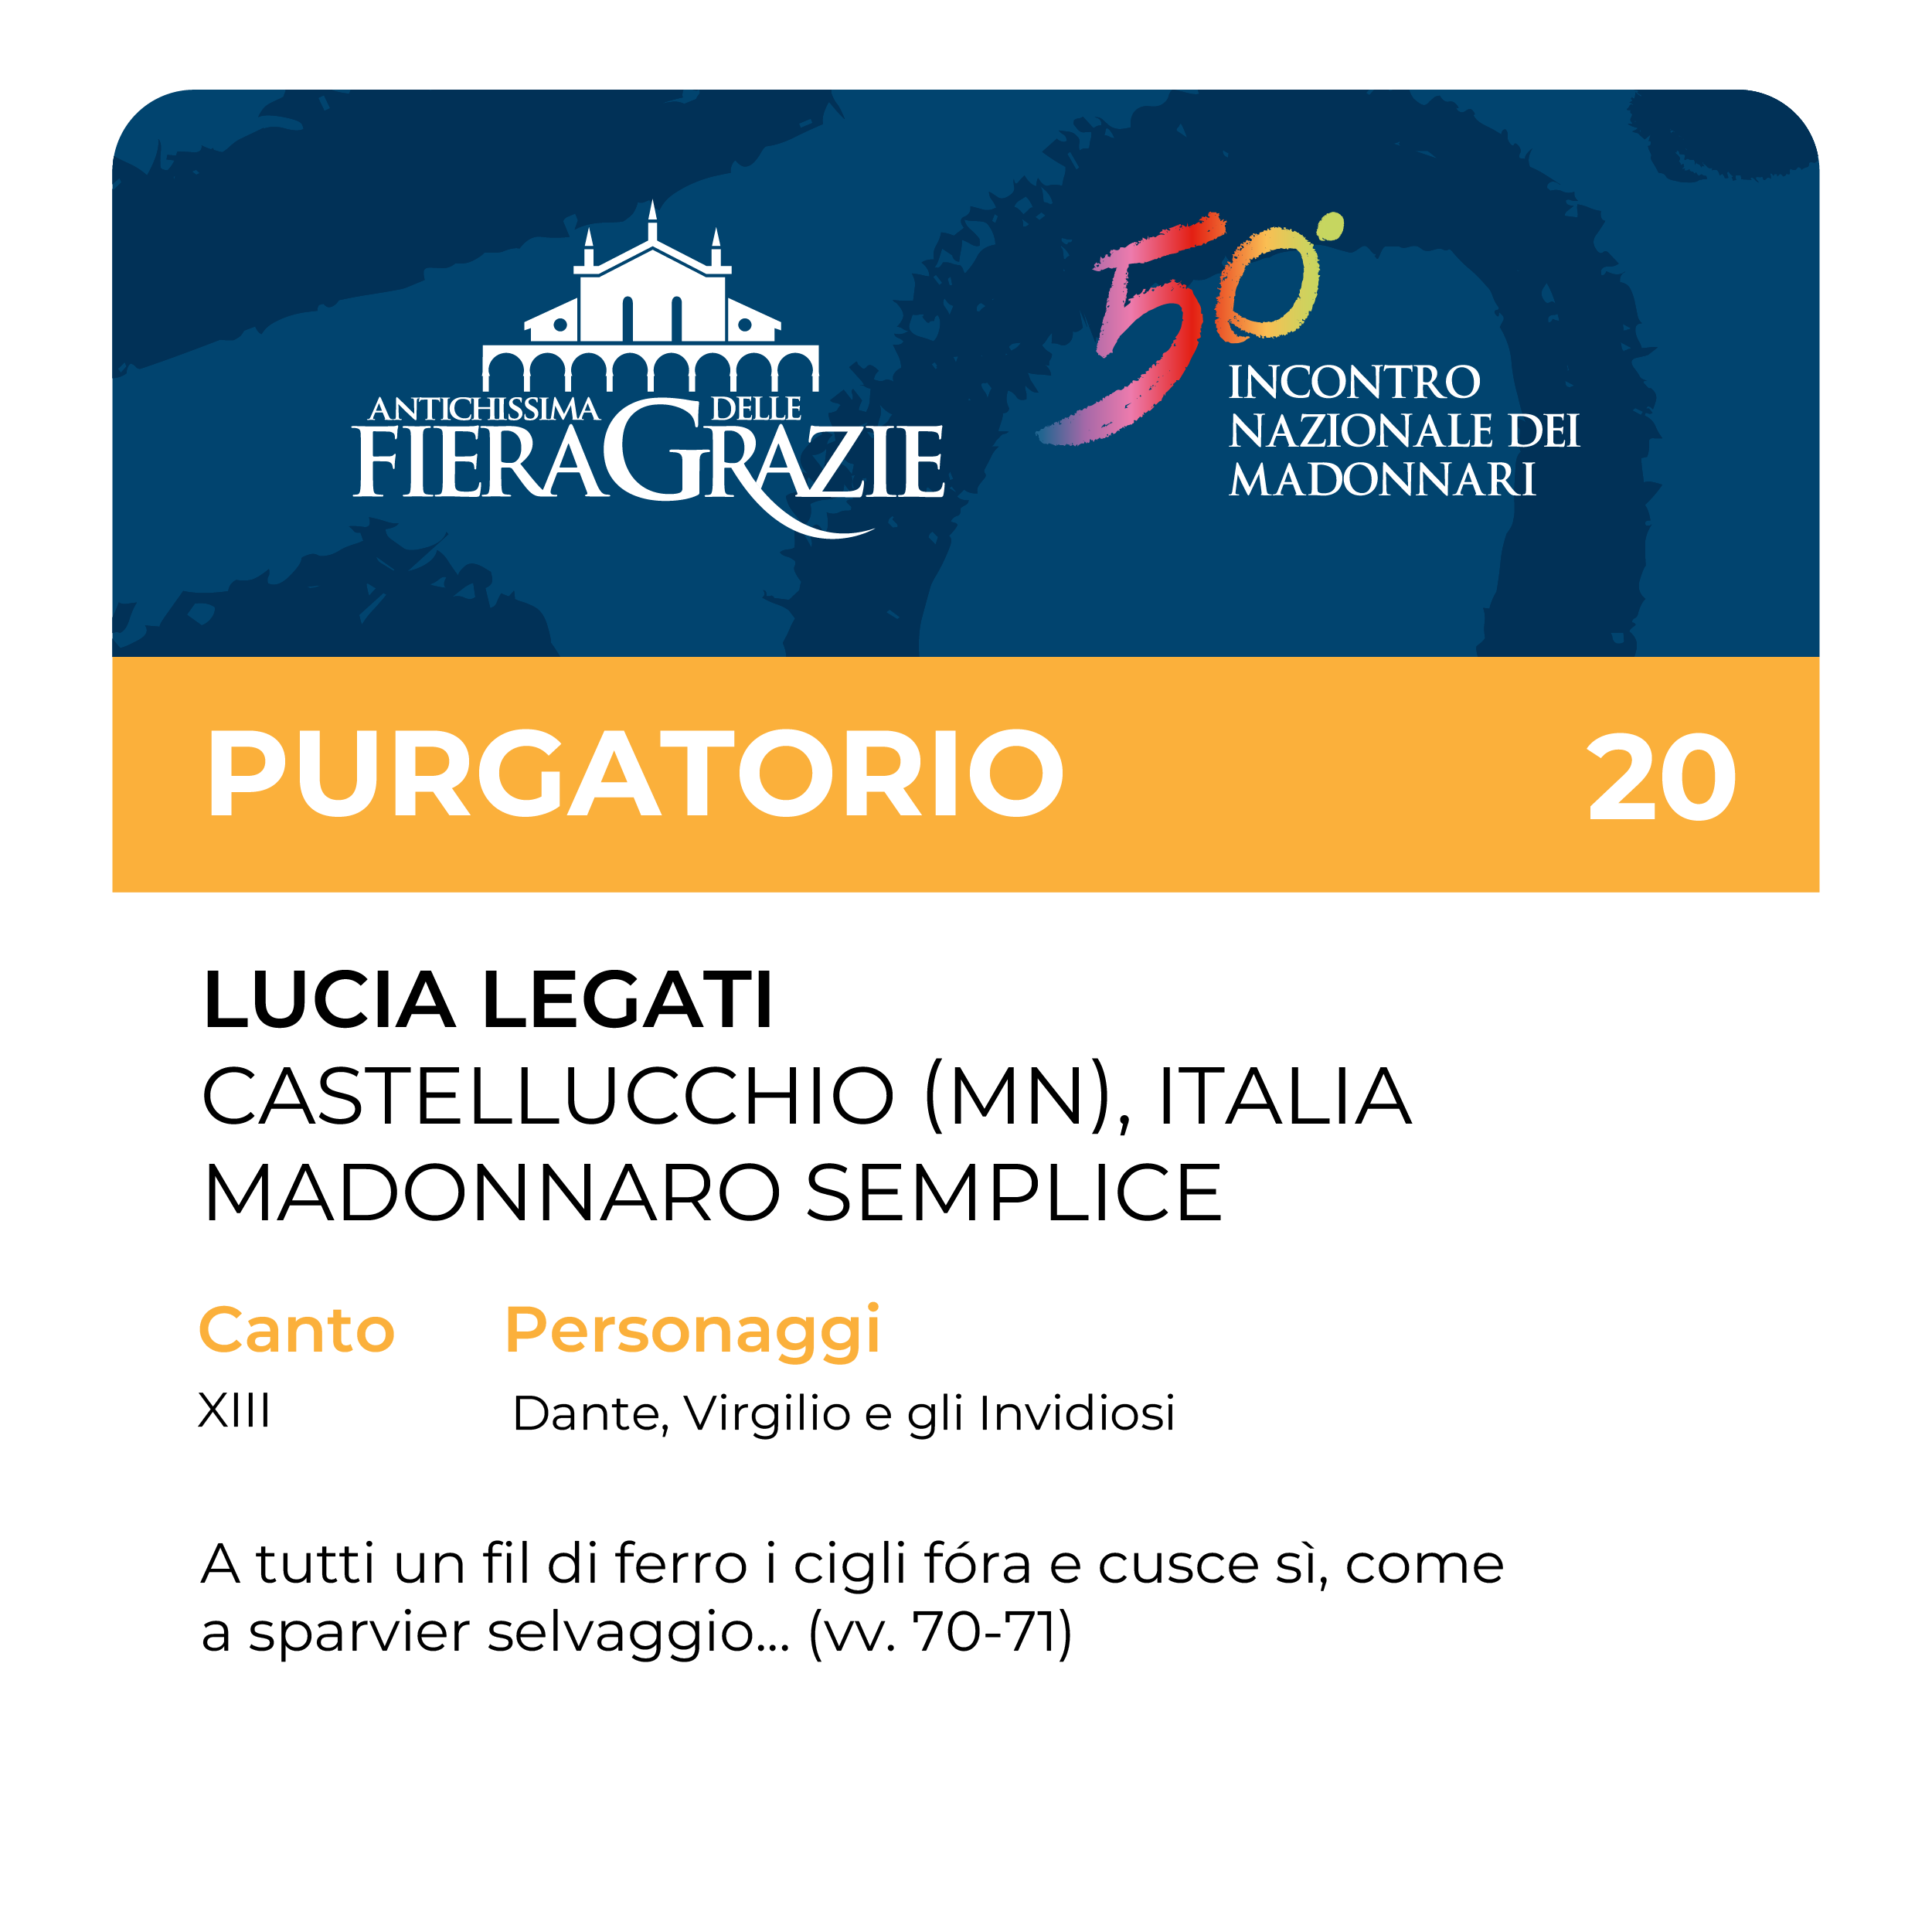 ANTICHISSIMA DELLE
FIERA GRAZIE
50°
INCONTRO
NAZIONALE DEI
MADONNARI
PURGATORIO 20
LUCIA LEGATI
CASTELLUCCHIO (MN), ITALIA
MADONNARO SEMPLICE
Canto Personaggi
XIII Dante, Virgilio e gli Invidiosi
A tutti un fil di ferro i cigli fóra e cusce sì, come
a sparvier selvaggio... (vv. 70-71)